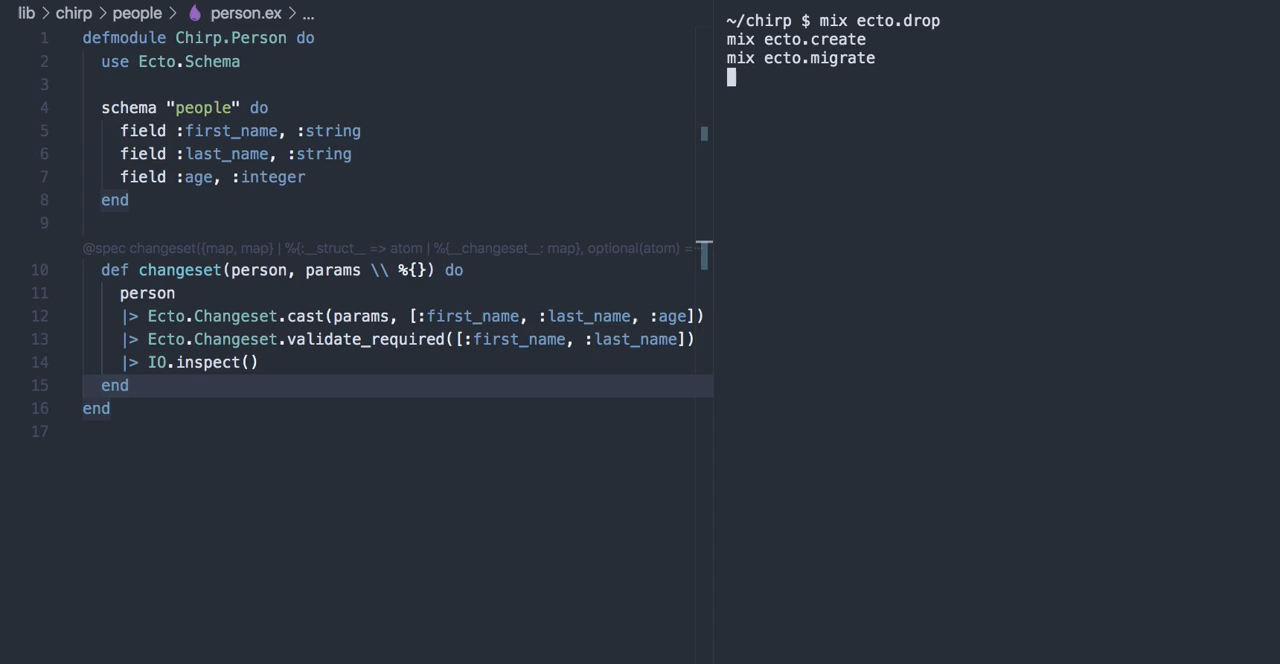 lib > chirp > people > person.ex > ...
1 defmodule Chirp.Person do
2 use Ecto.Schema
3
4 schema "people" do
5 field :first_name, :string
6 field :last_name, :string
7 field :age, :integer
8 end
9
@spec changeset({map, map} | %{:__struct__ => atom | %{__changeset__: map}, optional(atom) =…
10 def changeset(person, params \\ %{}) do
11 person
12 |> Ecto.Changeset.cast(params, [:first_name, :last_name, :age])
13 |> Ecto.Changeset.validate_required([:first_name, :last_name])
14 |> IO.inspect()
15 end
16 end
17
~/chirp $ mix ecto.drop
mix ecto.create
mix ecto.migrate